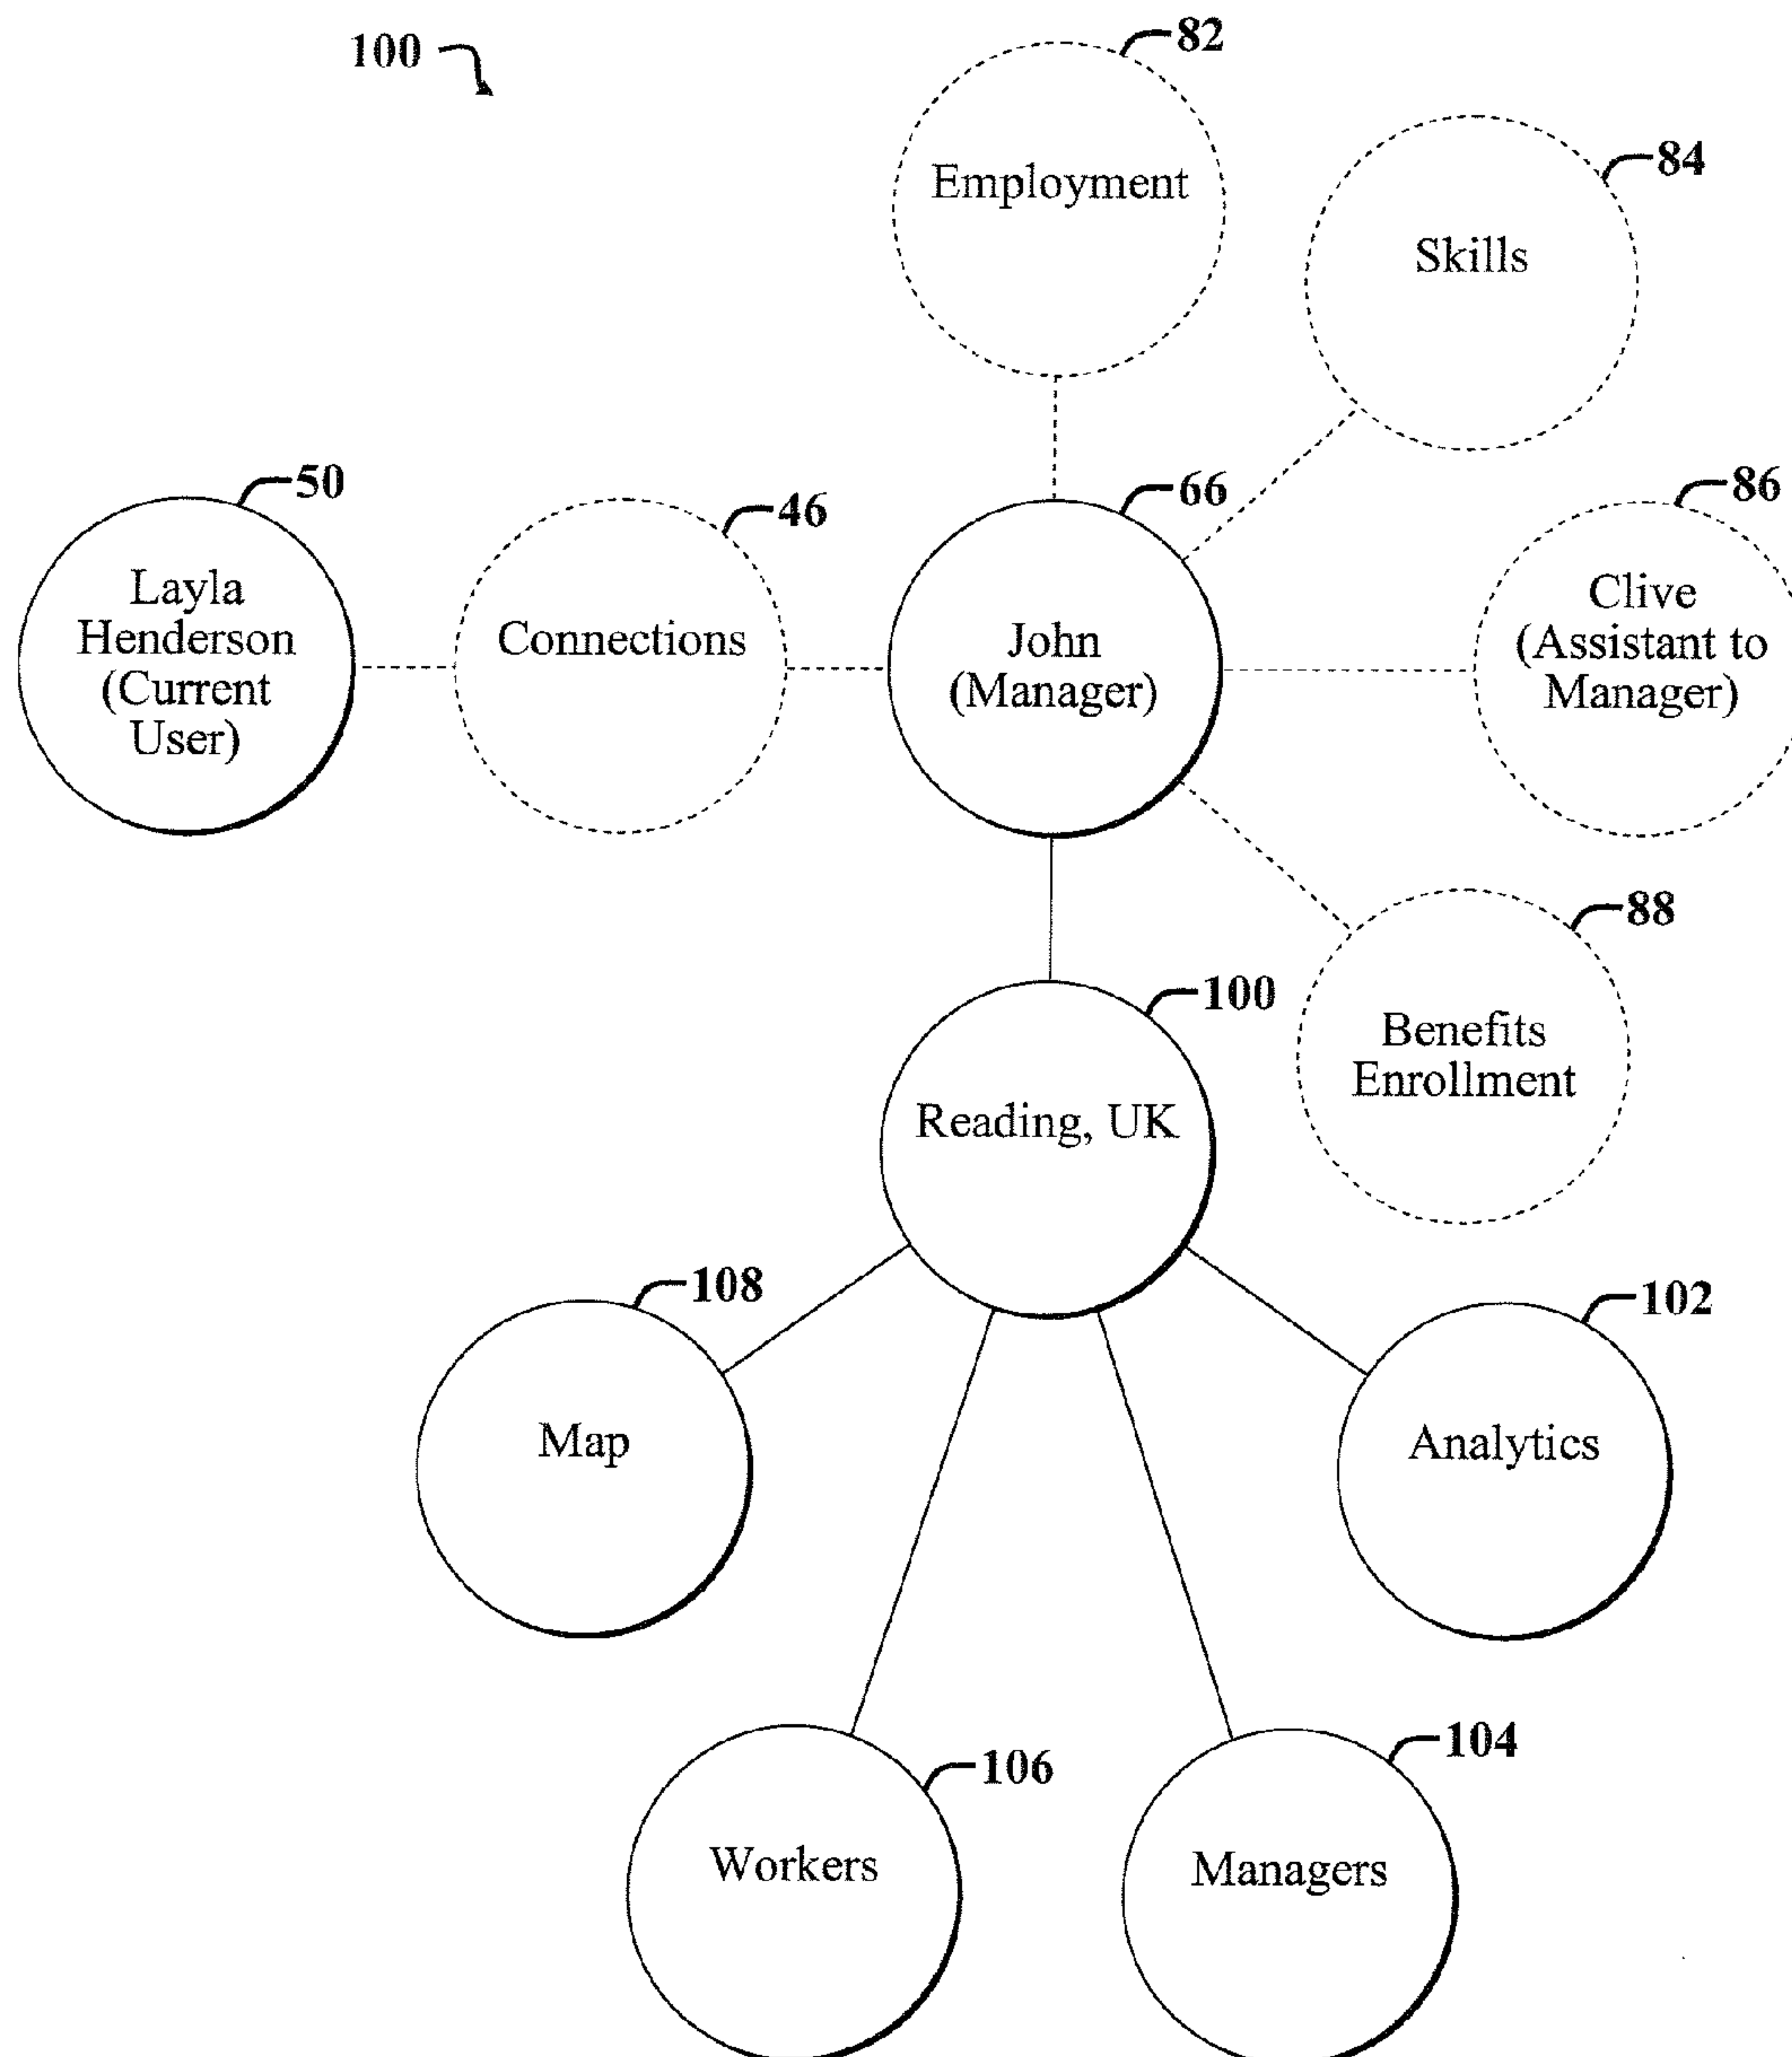 100
82
Employment
84
Skills
50
Layla
Henderson
(Current
User)
46
Connections
66
John
(Manager)
86
Clive
(Assistant to
Manager)
88
Benefits
Enrollment
100
Reading, UK
108
Map
102
Analytics
106
Workers
104
Managers